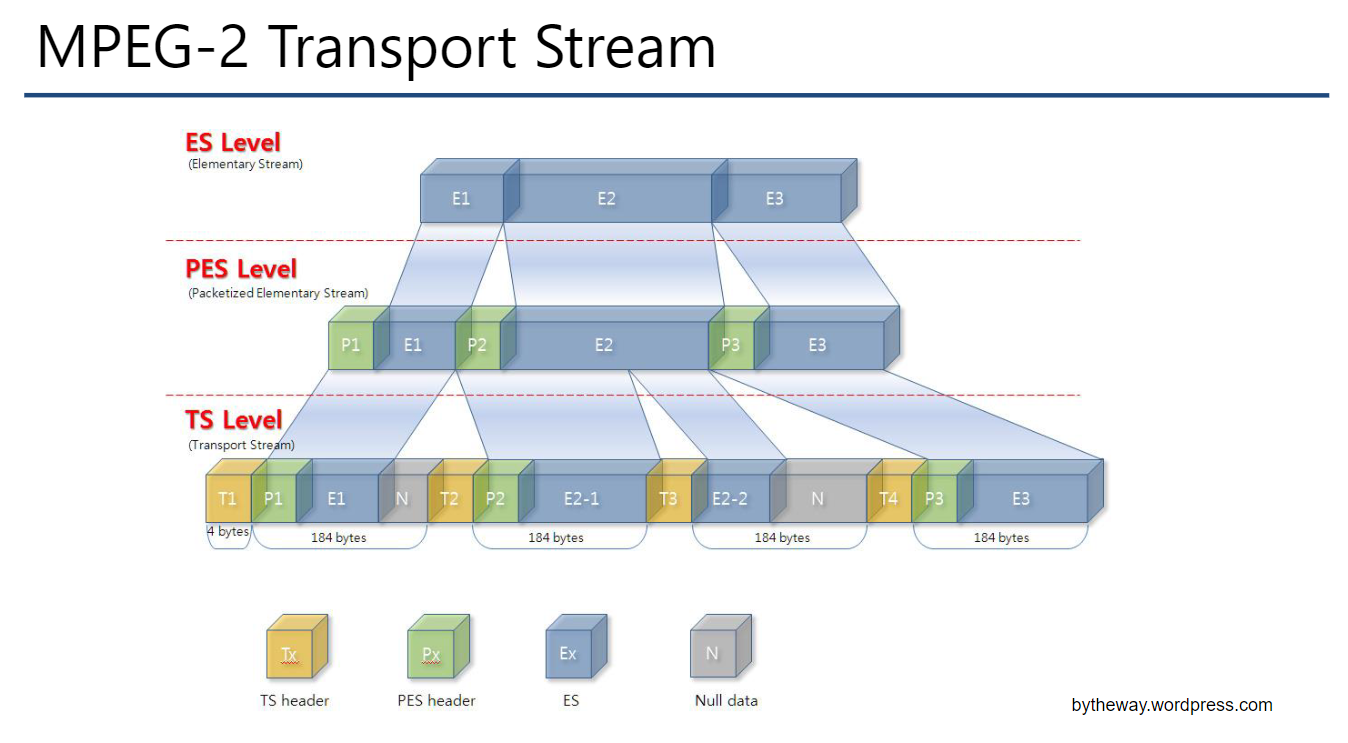 MPEG-2 Transport Stream
ES Level
(Elementary Stream)
E1 E2 E3
PES Level
(Packetized Elementary Stream)
P1 E1 P2 E2 P3 E3
TS Level
(Transport Stream)
T1 P1 E1 N T2 P2 E2-1 T3 E2-2 N T4 P3 E3
4 bytes 184 bytes 184 bytes 184 bytes 184 bytes
Tx Px Ex N
TS header PES header ES Null data
bytheway.wordpress.com